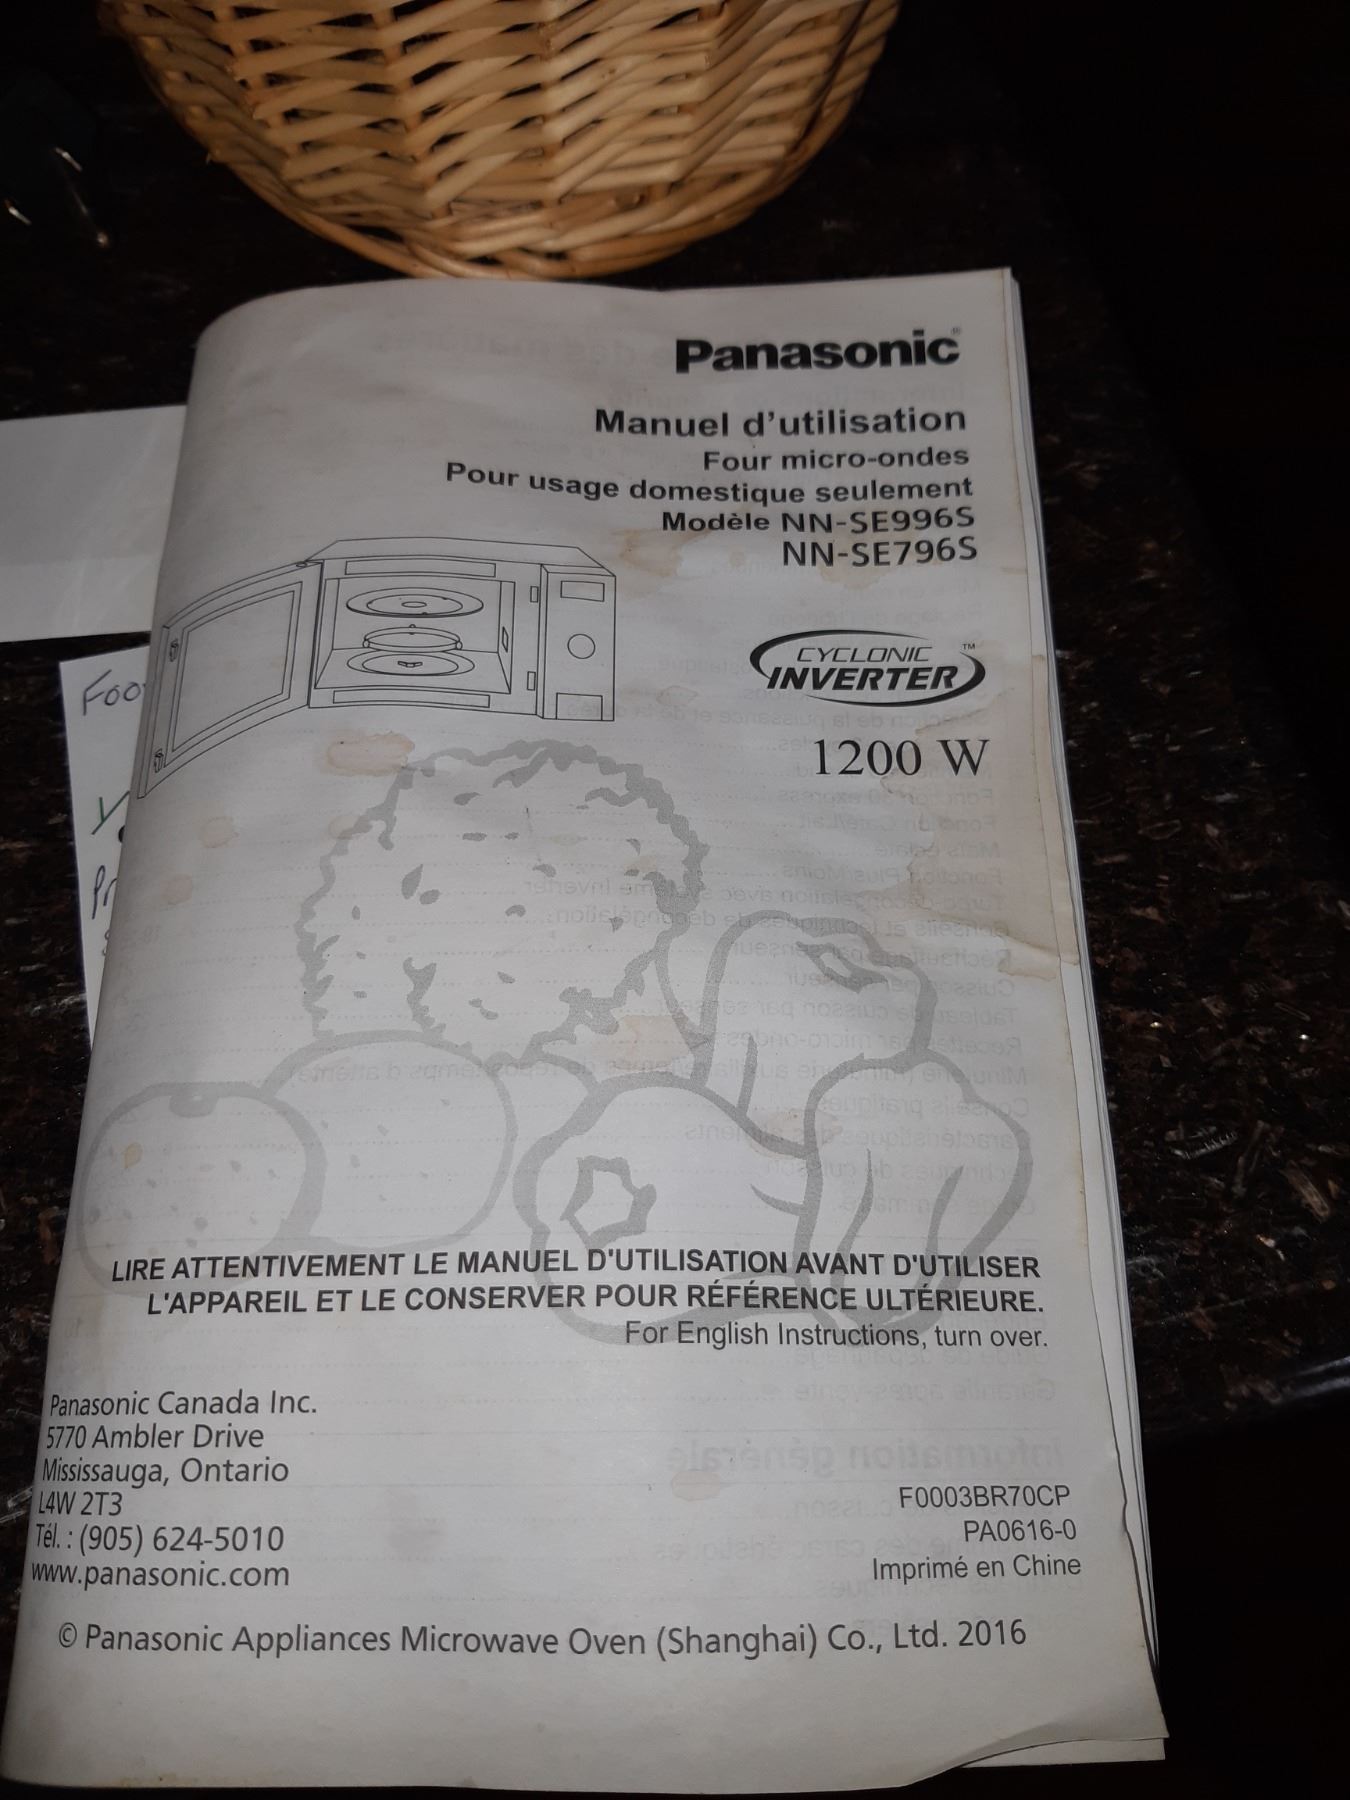 Panasonic®
Manuel d'utilisation
Four micro-ondes
Pour usage domestique seulement
Modèle NN-SE996S
NN-SE796S
CYCLONIC ™
INVERTER
1200 W
LIRE ATTENTIVEMENT LE MANUEL D'UTILISATION AVANT D'UTILISER
L'APPAREIL ET LE CONSERVER POUR RÉFÉRENCE ULTÉRIEURE.
For English Instructions, turn over.
Panasonic Canada Inc.
5770 Ambler Drive
Mississauga, Ontario
L4W 2T3
Tél. : (905) 624-5010
www.panasonic.com
F0003BR70CP
PA0616-0
Imprimé en Chine
© Panasonic Appliances Microwave Oven (Shanghai) Co., Ltd. 2016